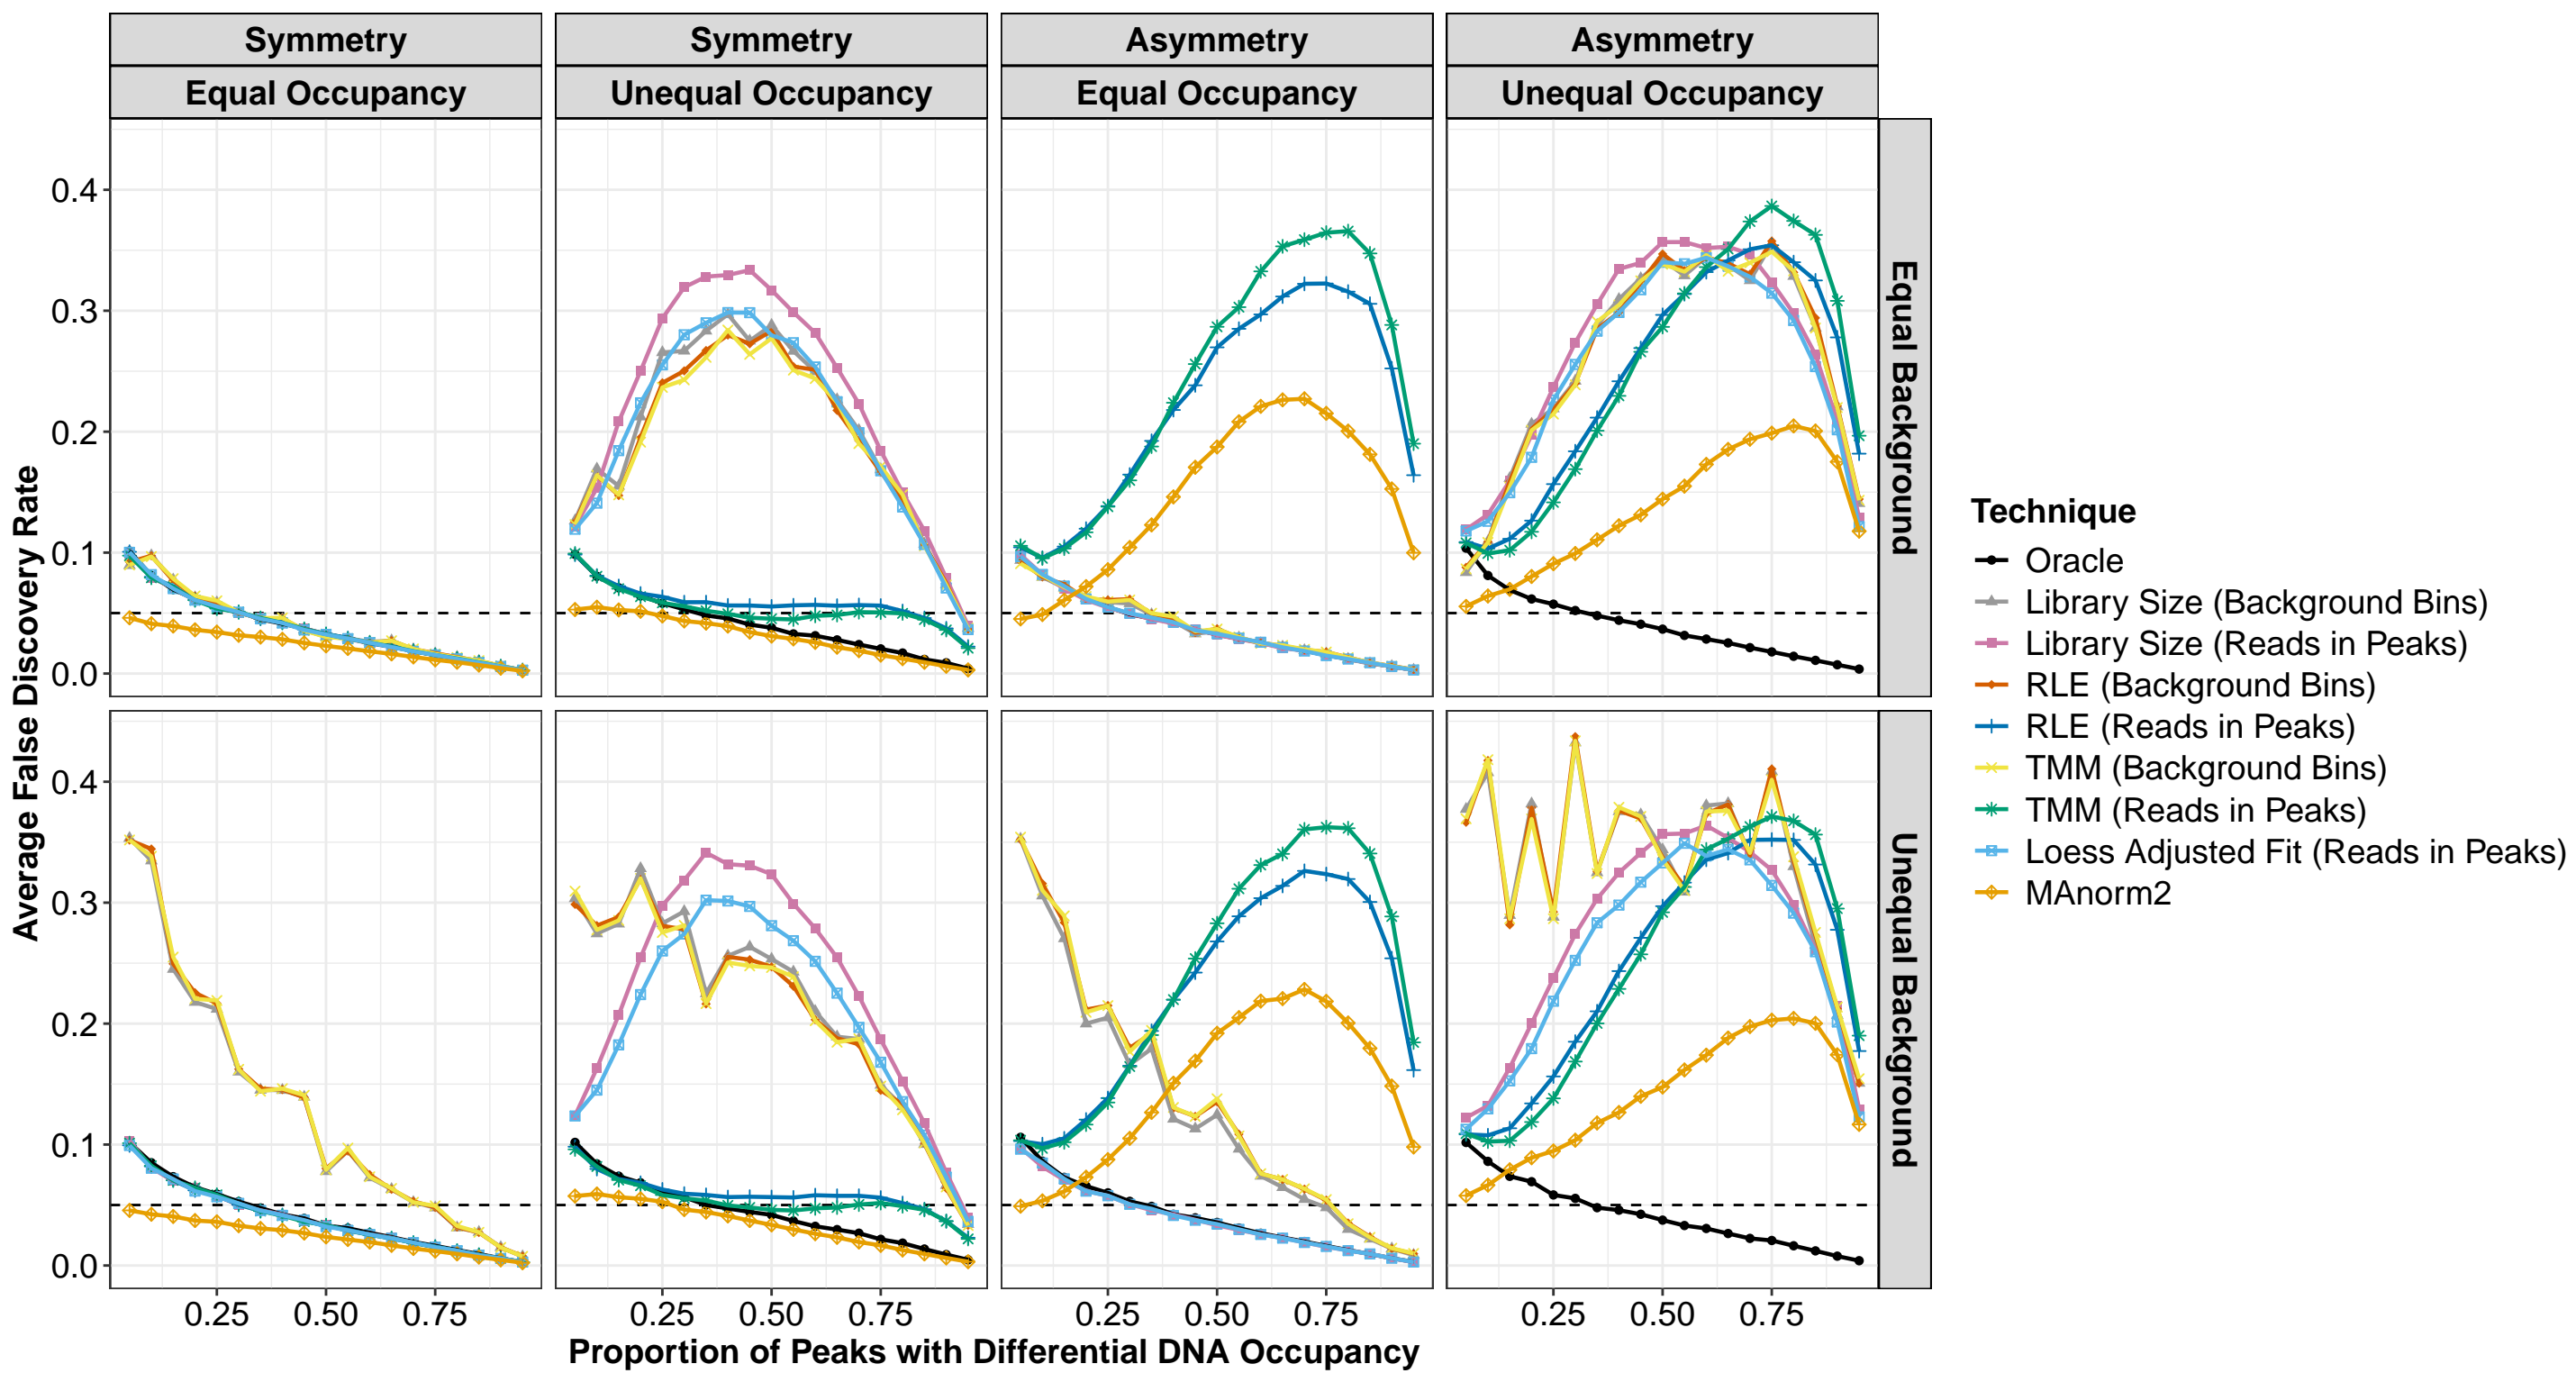 Symmetry
Symmetry
Asymmetry
Asymmetry
Equal Occupancy
Unequal Occupancy
Equal Occupancy
Unequal Occupancy
Average False Discovery Rate
0.4
0.3
0.2
0.1
0.0
Equal Background
0.4
0.3
0.2
0.1
0.0
Unequal Background
0.25
0.50
0.75
0.25
0.50
0.75
0.25
0.50
0.75
0.25
0.50
0.75
Proportion of Peaks with Differential DNA Occupancy
Technique
Oracle
Library Size (Background Bins)
Library Size (Reads in Peaks)
RLE (Background Bins)
RLE (Reads in Peaks)
TMM (Background Bins)
TMM (Reads in Peaks)
Loess Adjusted Fit (Reads in Peaks)
MAnorm2